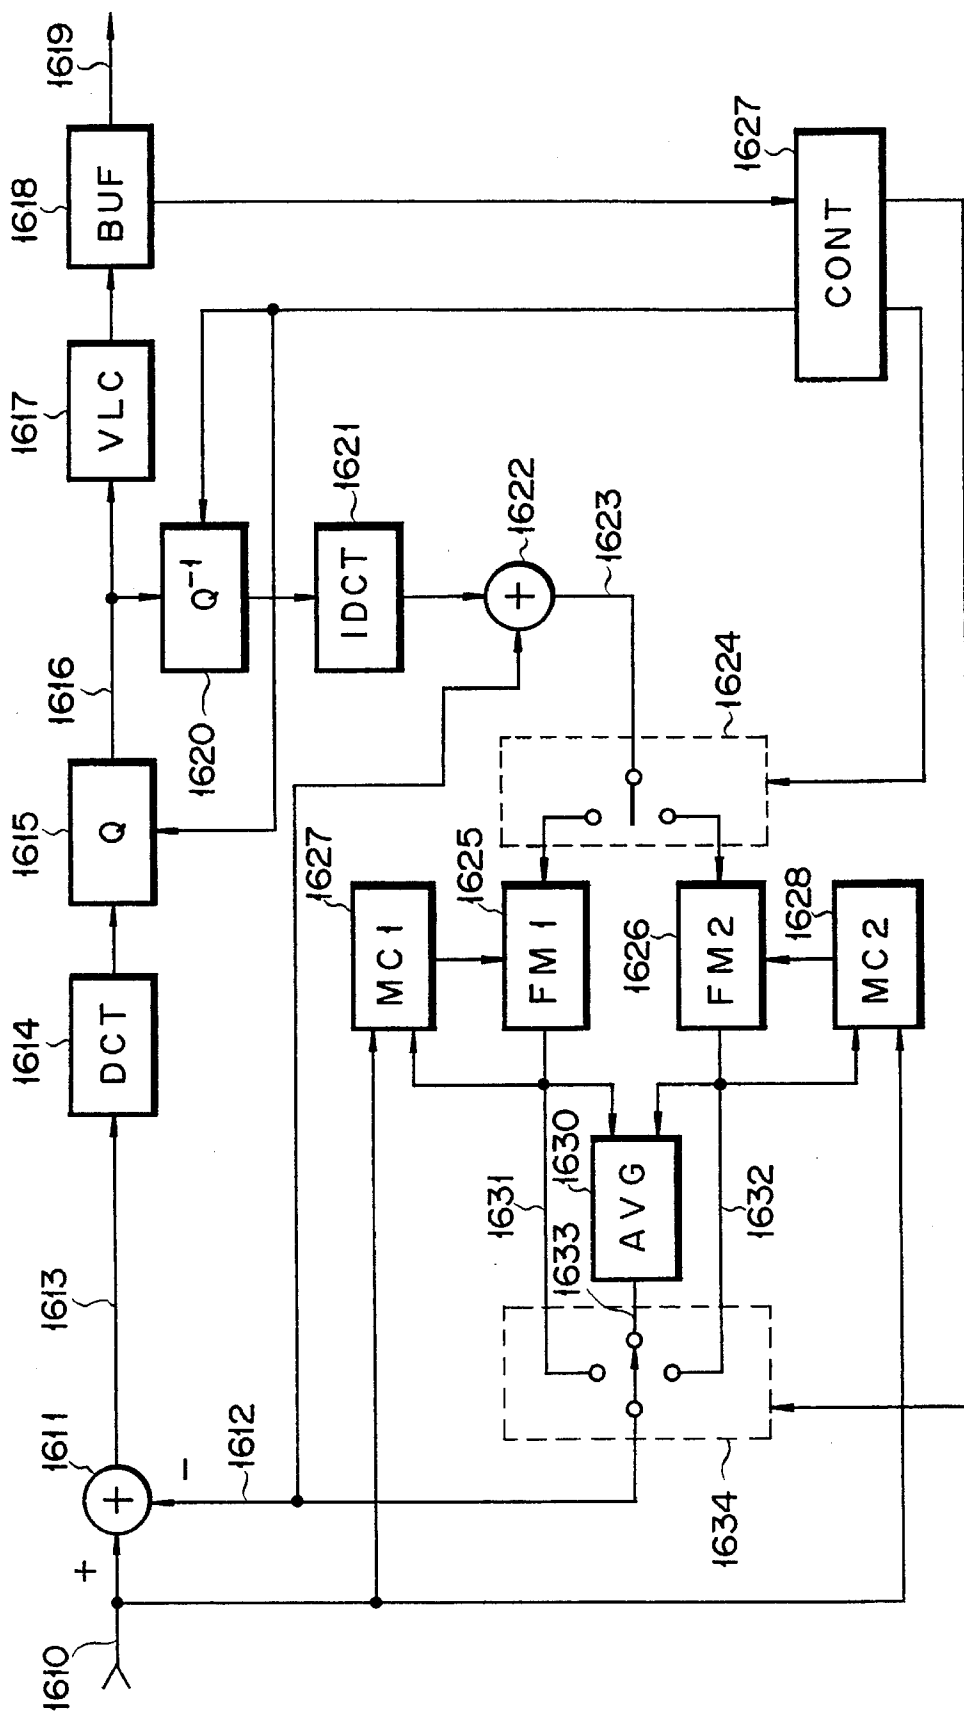 1610
+
1611
+
−
1612
1613
1614
DCT
1615
Q
1616
1617
VLC
1618
BUF
1619
1620
Q⁻¹
1621
IDCT
1622
+
1623
1624
1627
MC1
1625
FM1
1626
FM2
1628
MC2
1627
CONT
1630
AVG
1631
1632
1633
1634